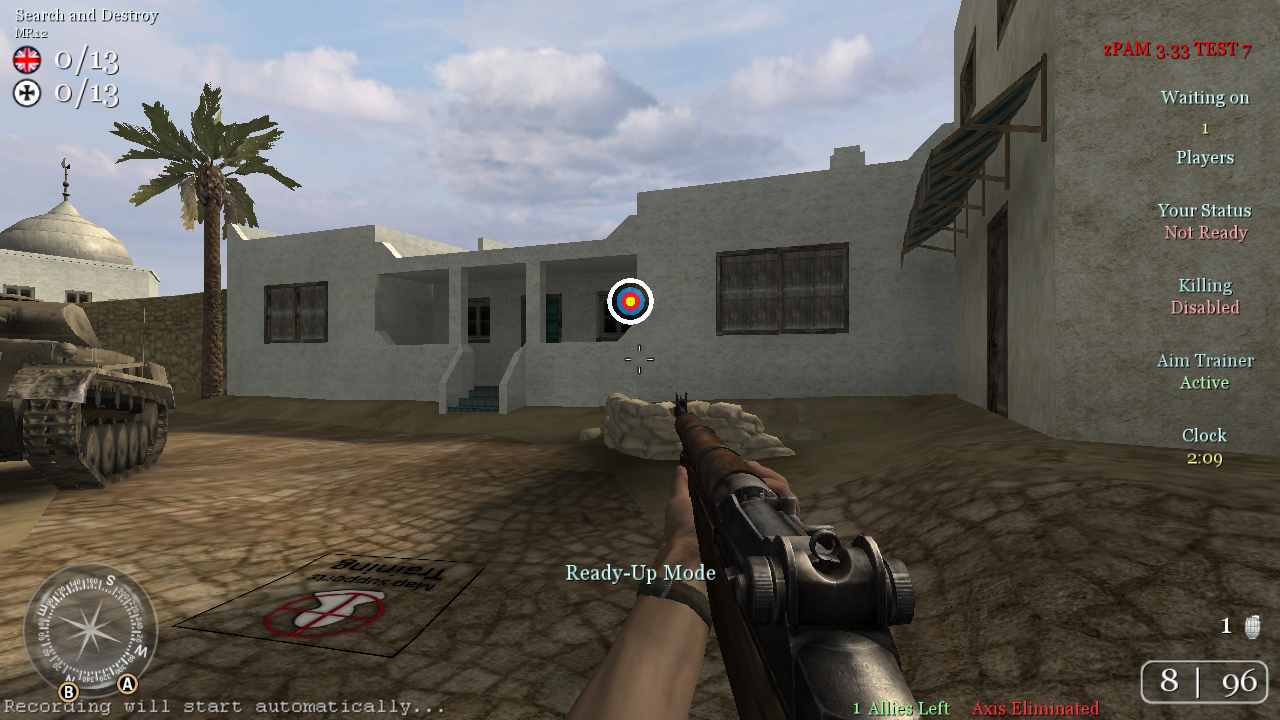 Search and Destroy
MR12
0/13
0/13
zPAM 3.33 TEST 7
Waiting on
1
Players
Your Status
Not Ready
Killing
Disabled
Aim Trainer
Active
Clock
2:09
Map supports
Training
Ready-Up Mode
S
W
B
A
1
8 | 96
Recording will start automatically...
1 Allies Left Axis Eliminated